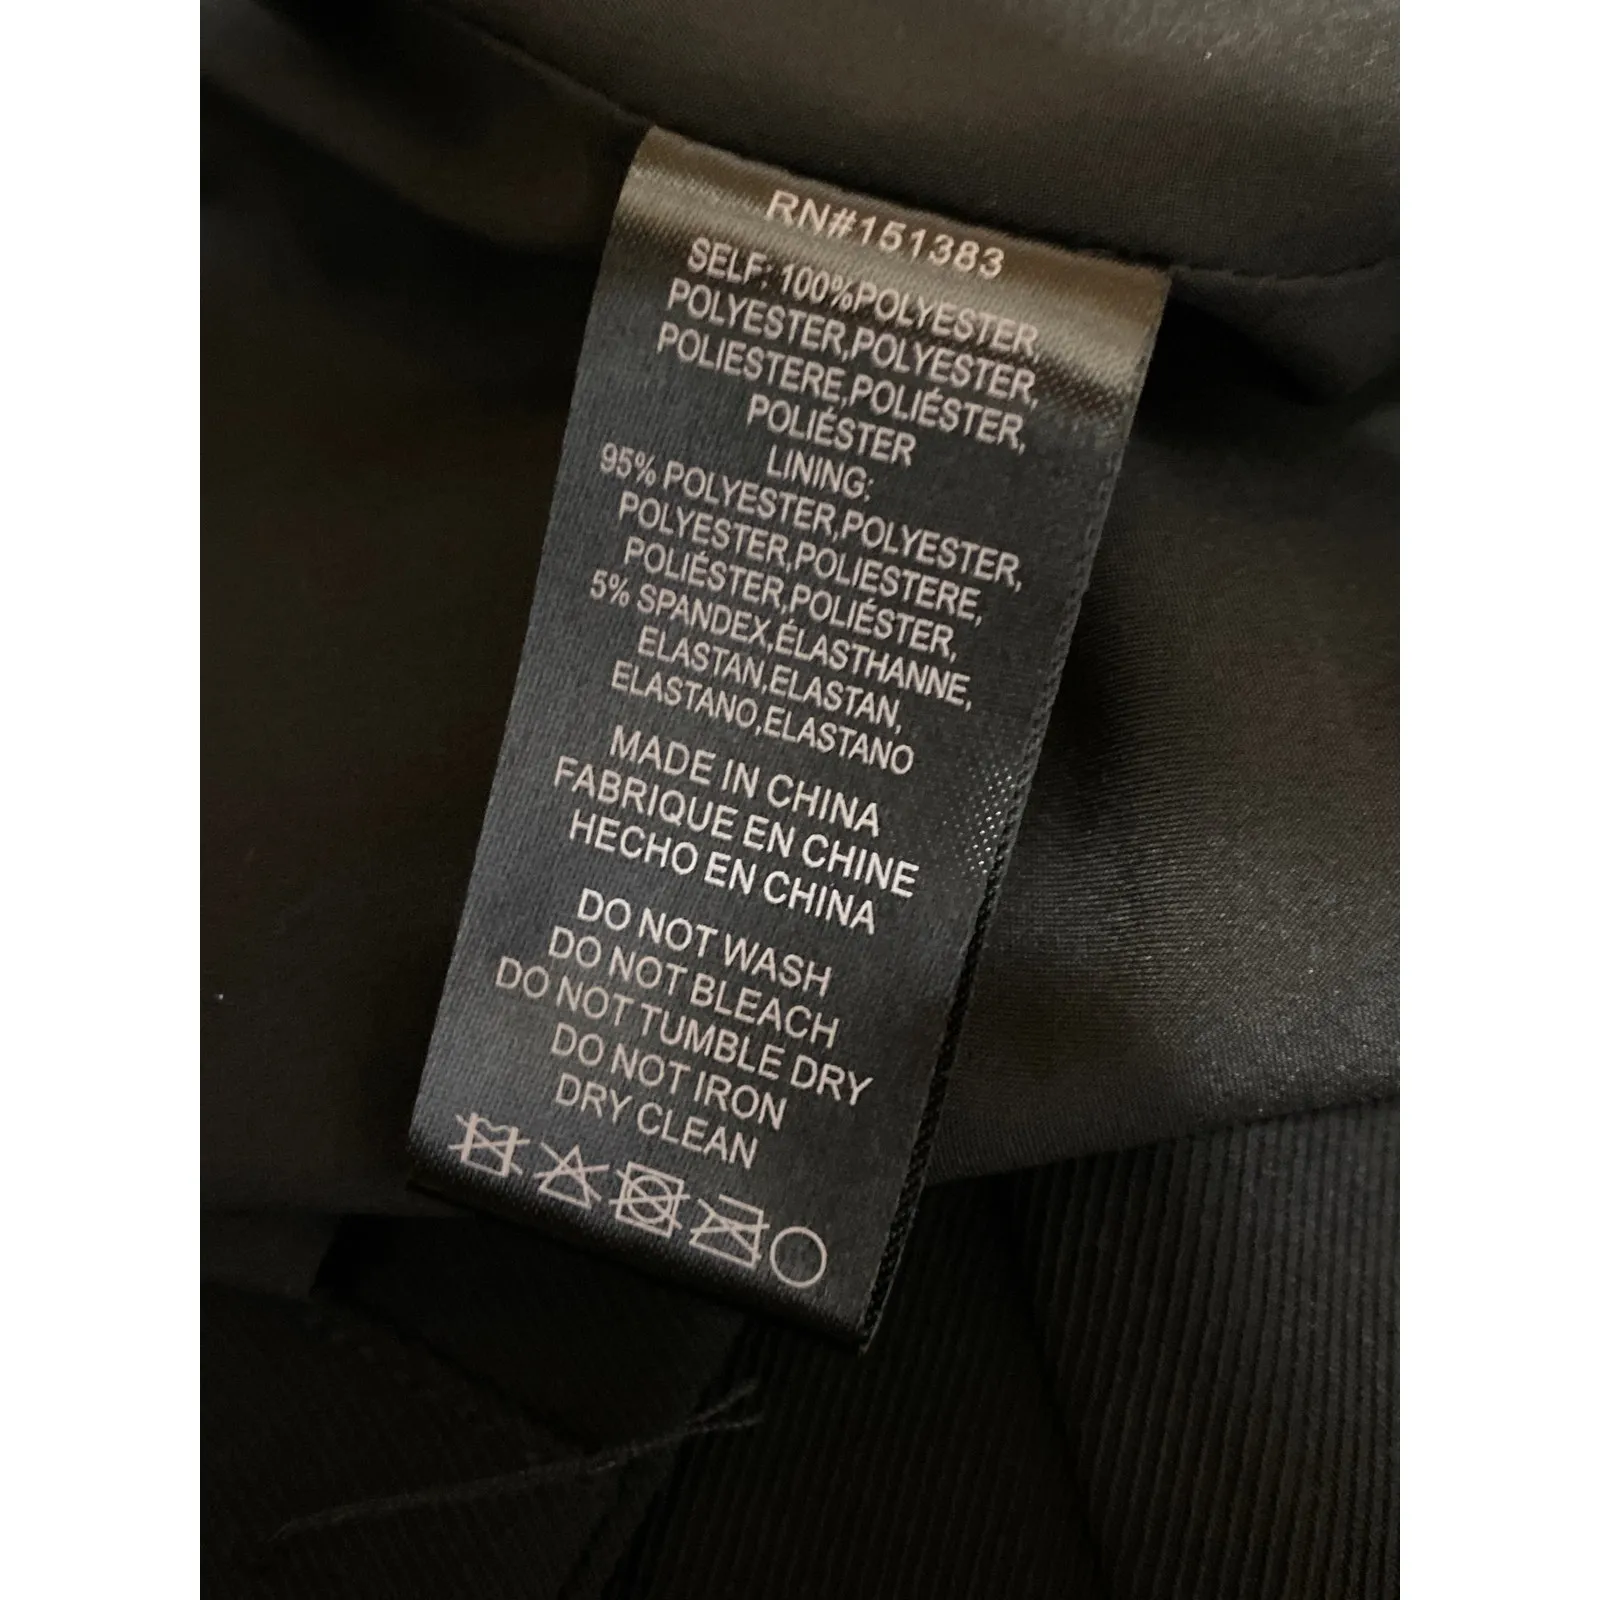 RN#151383
SELF: 100%POLYESTER,
POLYESTER,POLYESTER,
POLIESTERE,POLIÉSTER,
POLIÉSTER
LINING:
95% POLYESTER,POLYESTER,
POLYESTER,POLIESTERE,
POLIÉSTER,POLIÉSTER,
5% SPANDEX,ÉLASTHANNE,
ELASTAN,ELASTAN,
ELASTANO,ELASTANO
MADE IN CHINA
FABRIQUE EN CHINE
HECHO EN CHINA
DO NOT WASH
DO NOT BLEACH
DO NOT TUMBLE DRY
DO NOT IRON
DRY CLEAN